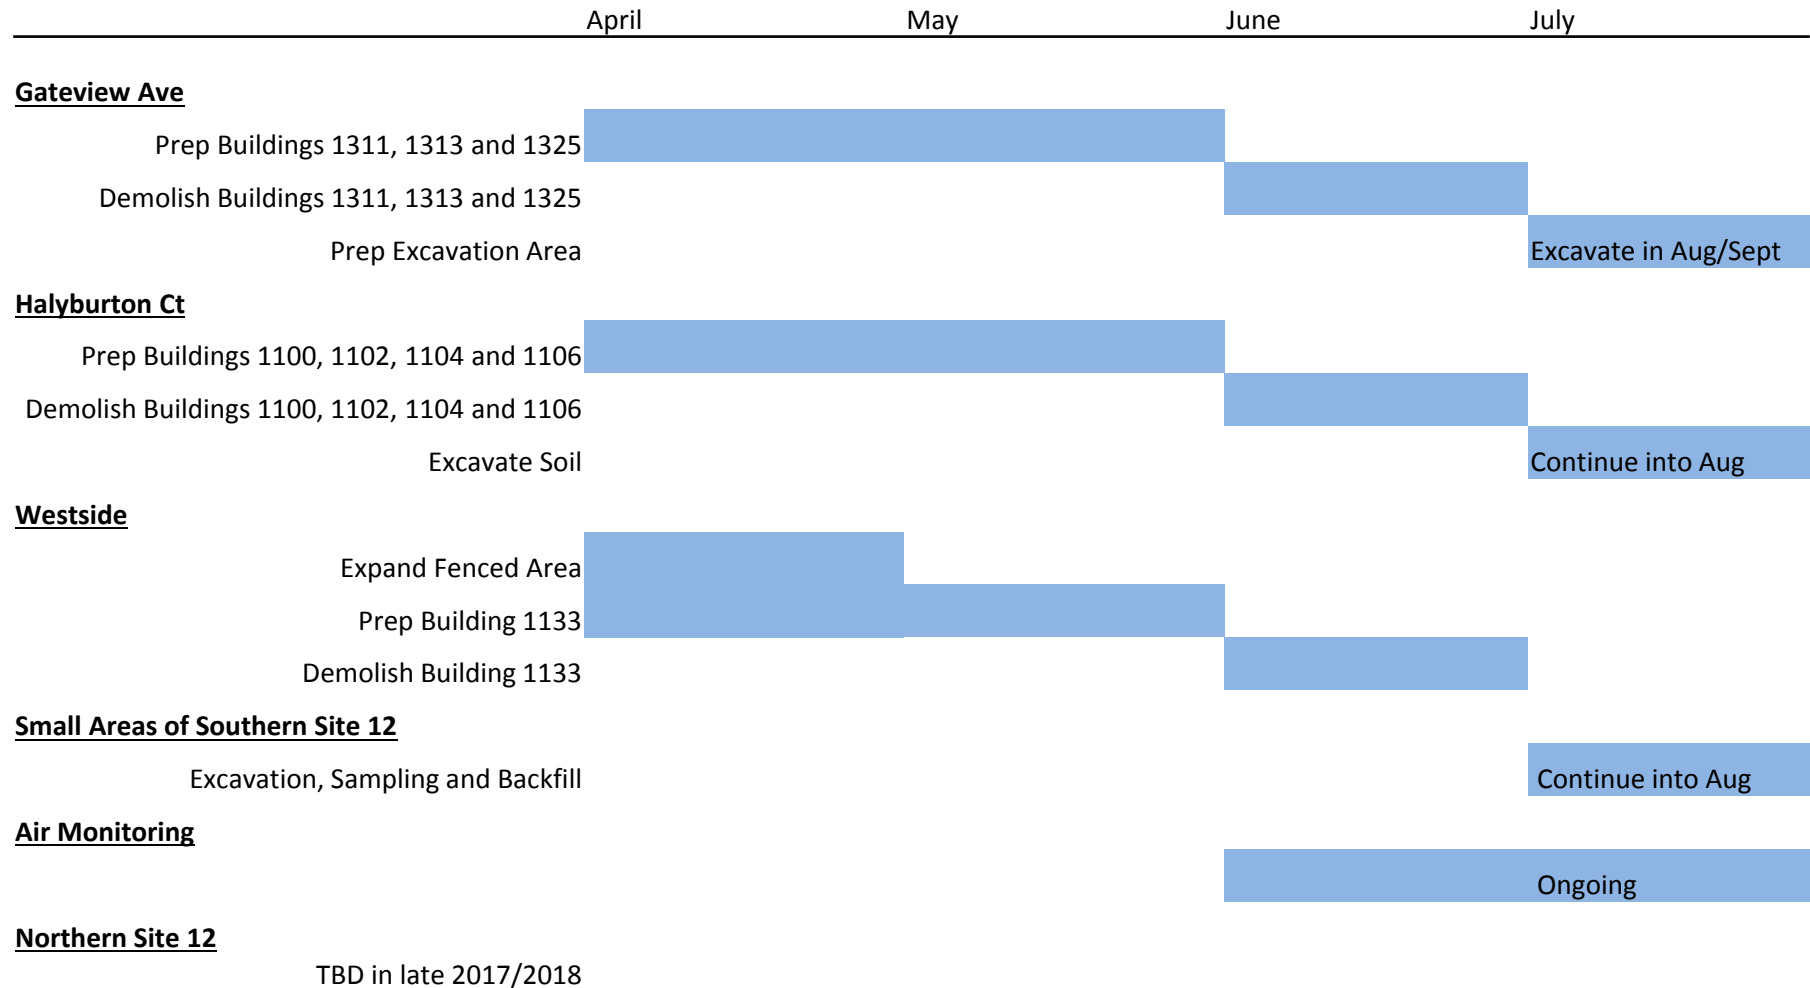 April May June July
Gateview Ave
Prep Buildings 1311, 1313 and 1325
Demolish Buildings 1311, 1313 and 1325
Prep Excavation Area Excavate in Aug/Sept
Halyburton Ct
Prep Buildings 1100, 1102, 1104 and 1106
Demolish Buildings 1100, 1102, 1104 and 1106
Excavate Soil Continue into Aug
Westside
Expand Fenced Area
Prep Building 1133
Demolish Building 1133
Small Areas of Southern Site 12
Excavation, Sampling and Backfill Continue into Aug
Air Monitoring
Ongoing
Northern Site 12
TBD in late 2017/2018